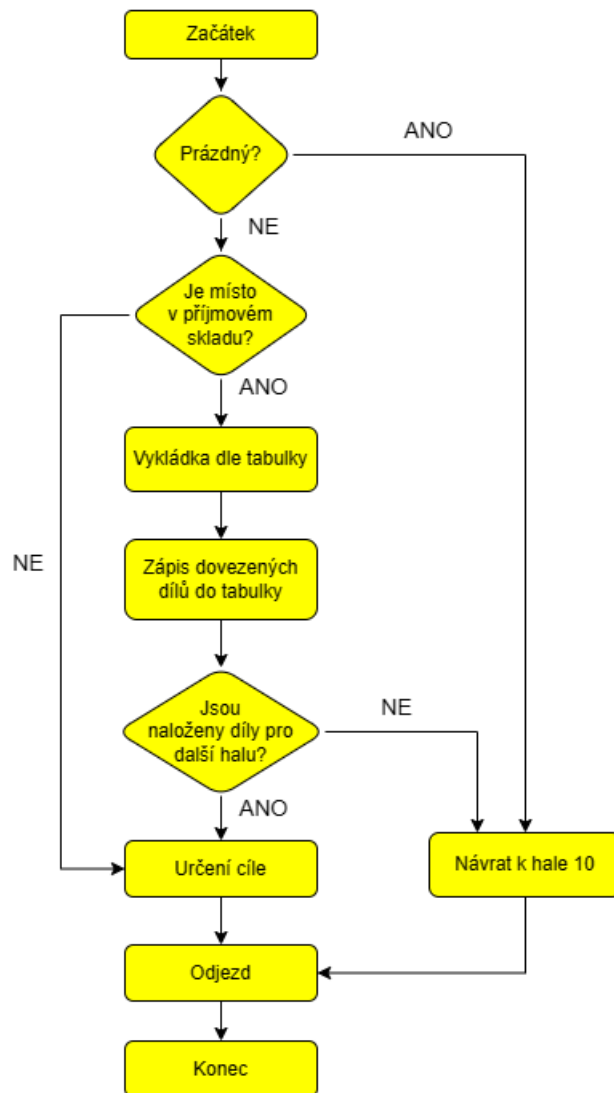 Začátek
Prázdný?
ANO
NE
Je místo
v příjmovém
skladu?
ANO
NE
Vykládka dle tabulky
Zápis dovezených
dílů do tabulky
Jsou
naloženy díly pro
další halu?
NE
ANO
Určení cíle
Návrat k hale 10
Odjezd
Konec